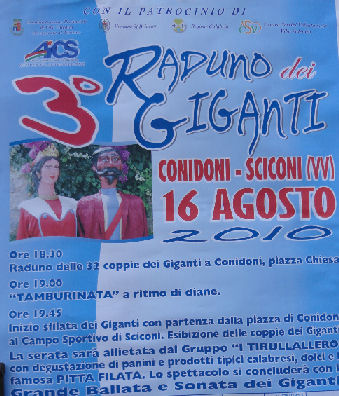 CON IL PATROCINIO DI
AICS
3° RADUNO dei
GIGANTI
CONIDONI - SCICONI (VV)
16 AGOSTO
2010
Ore 18.30
Raduno delle 32 coppie dei Giganti a Conidoni, piazza Chiesa
Ore 19.00
"TAMBURINATA" a ritmo di diane.
Ore 19.45
Inizio sfilata dei Giganti con partenza dalla piazza di Conidon
al Campo Sportivo di Sciconi. Esibizione delle coppie dei Giganti
La serata sarà allietata dal Gruppo "I TIRULLALLERO
con degustazione di panini e prodotti tipici calabresi, dolci e l
famosa PITTA FILATA. Lo spettacolo si concluderà con
Grande Ballata e Sonata dei Giganti